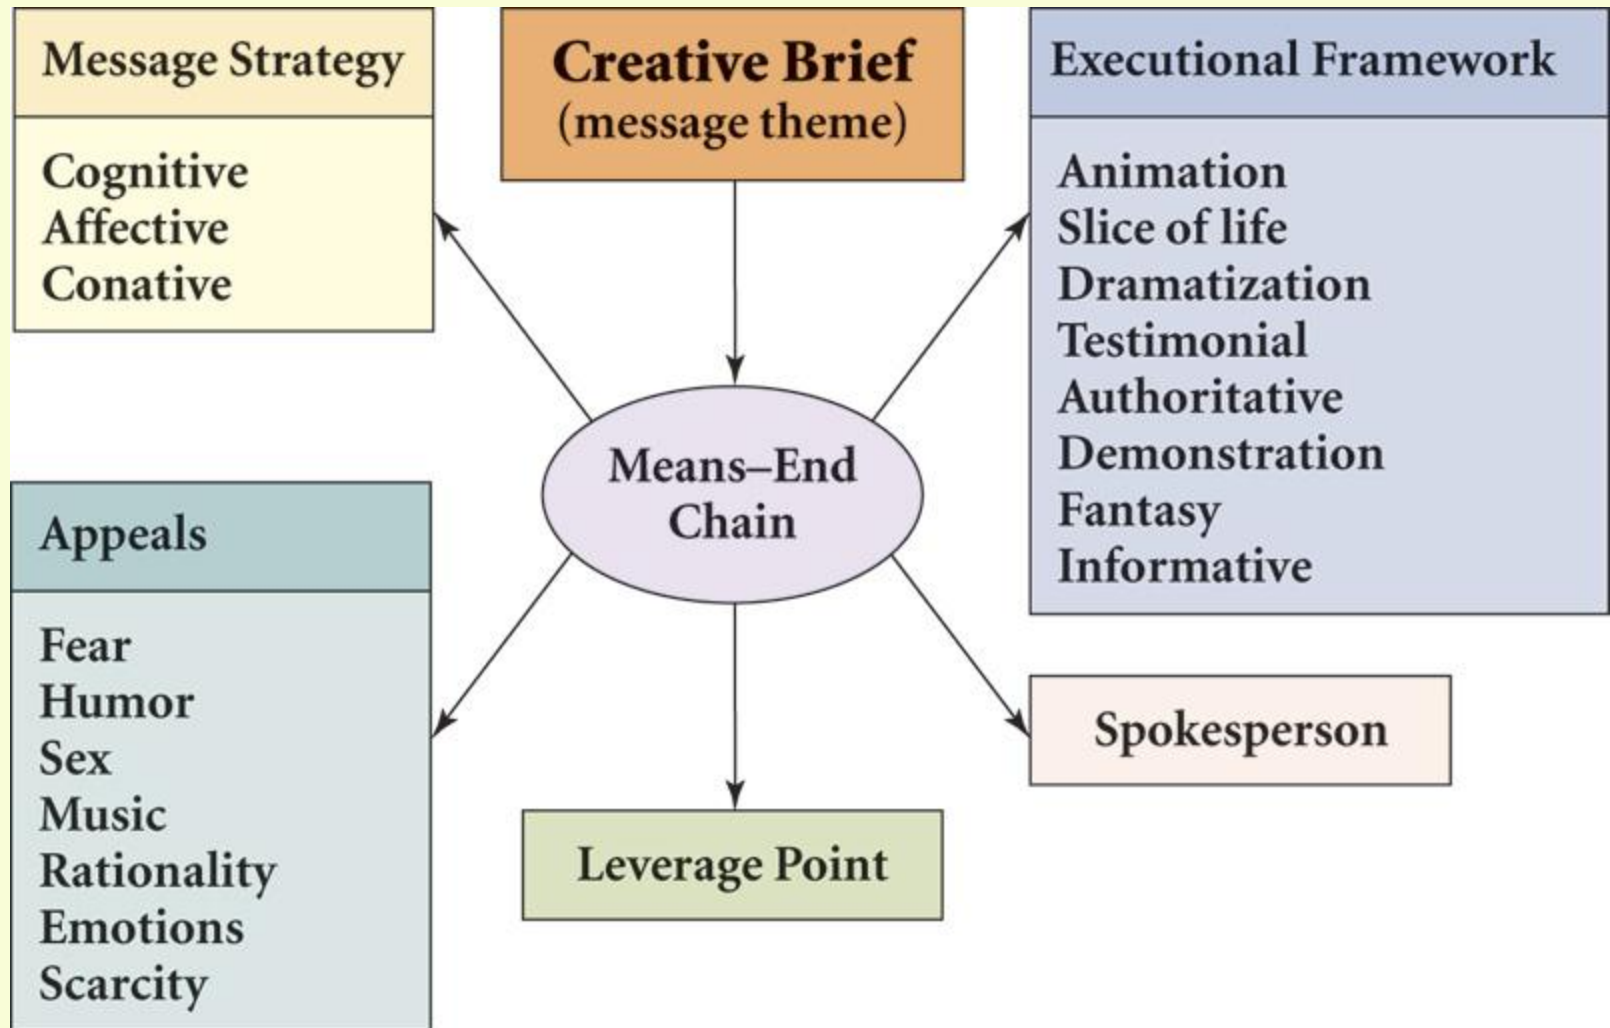 Message Strategy
Cognitive
Affective
Conative
Creative Brief
(message theme)
Executional Framework
Animation
Slice of life
Dramatization
Testimonial
Authoritative
Demonstration
Fantasy
Informative
Means–End
Chain
Appeals
Fear
Humor
Sex
Music
Rationality
Emotions
Scarcity
Leverage Point
Spokesperson